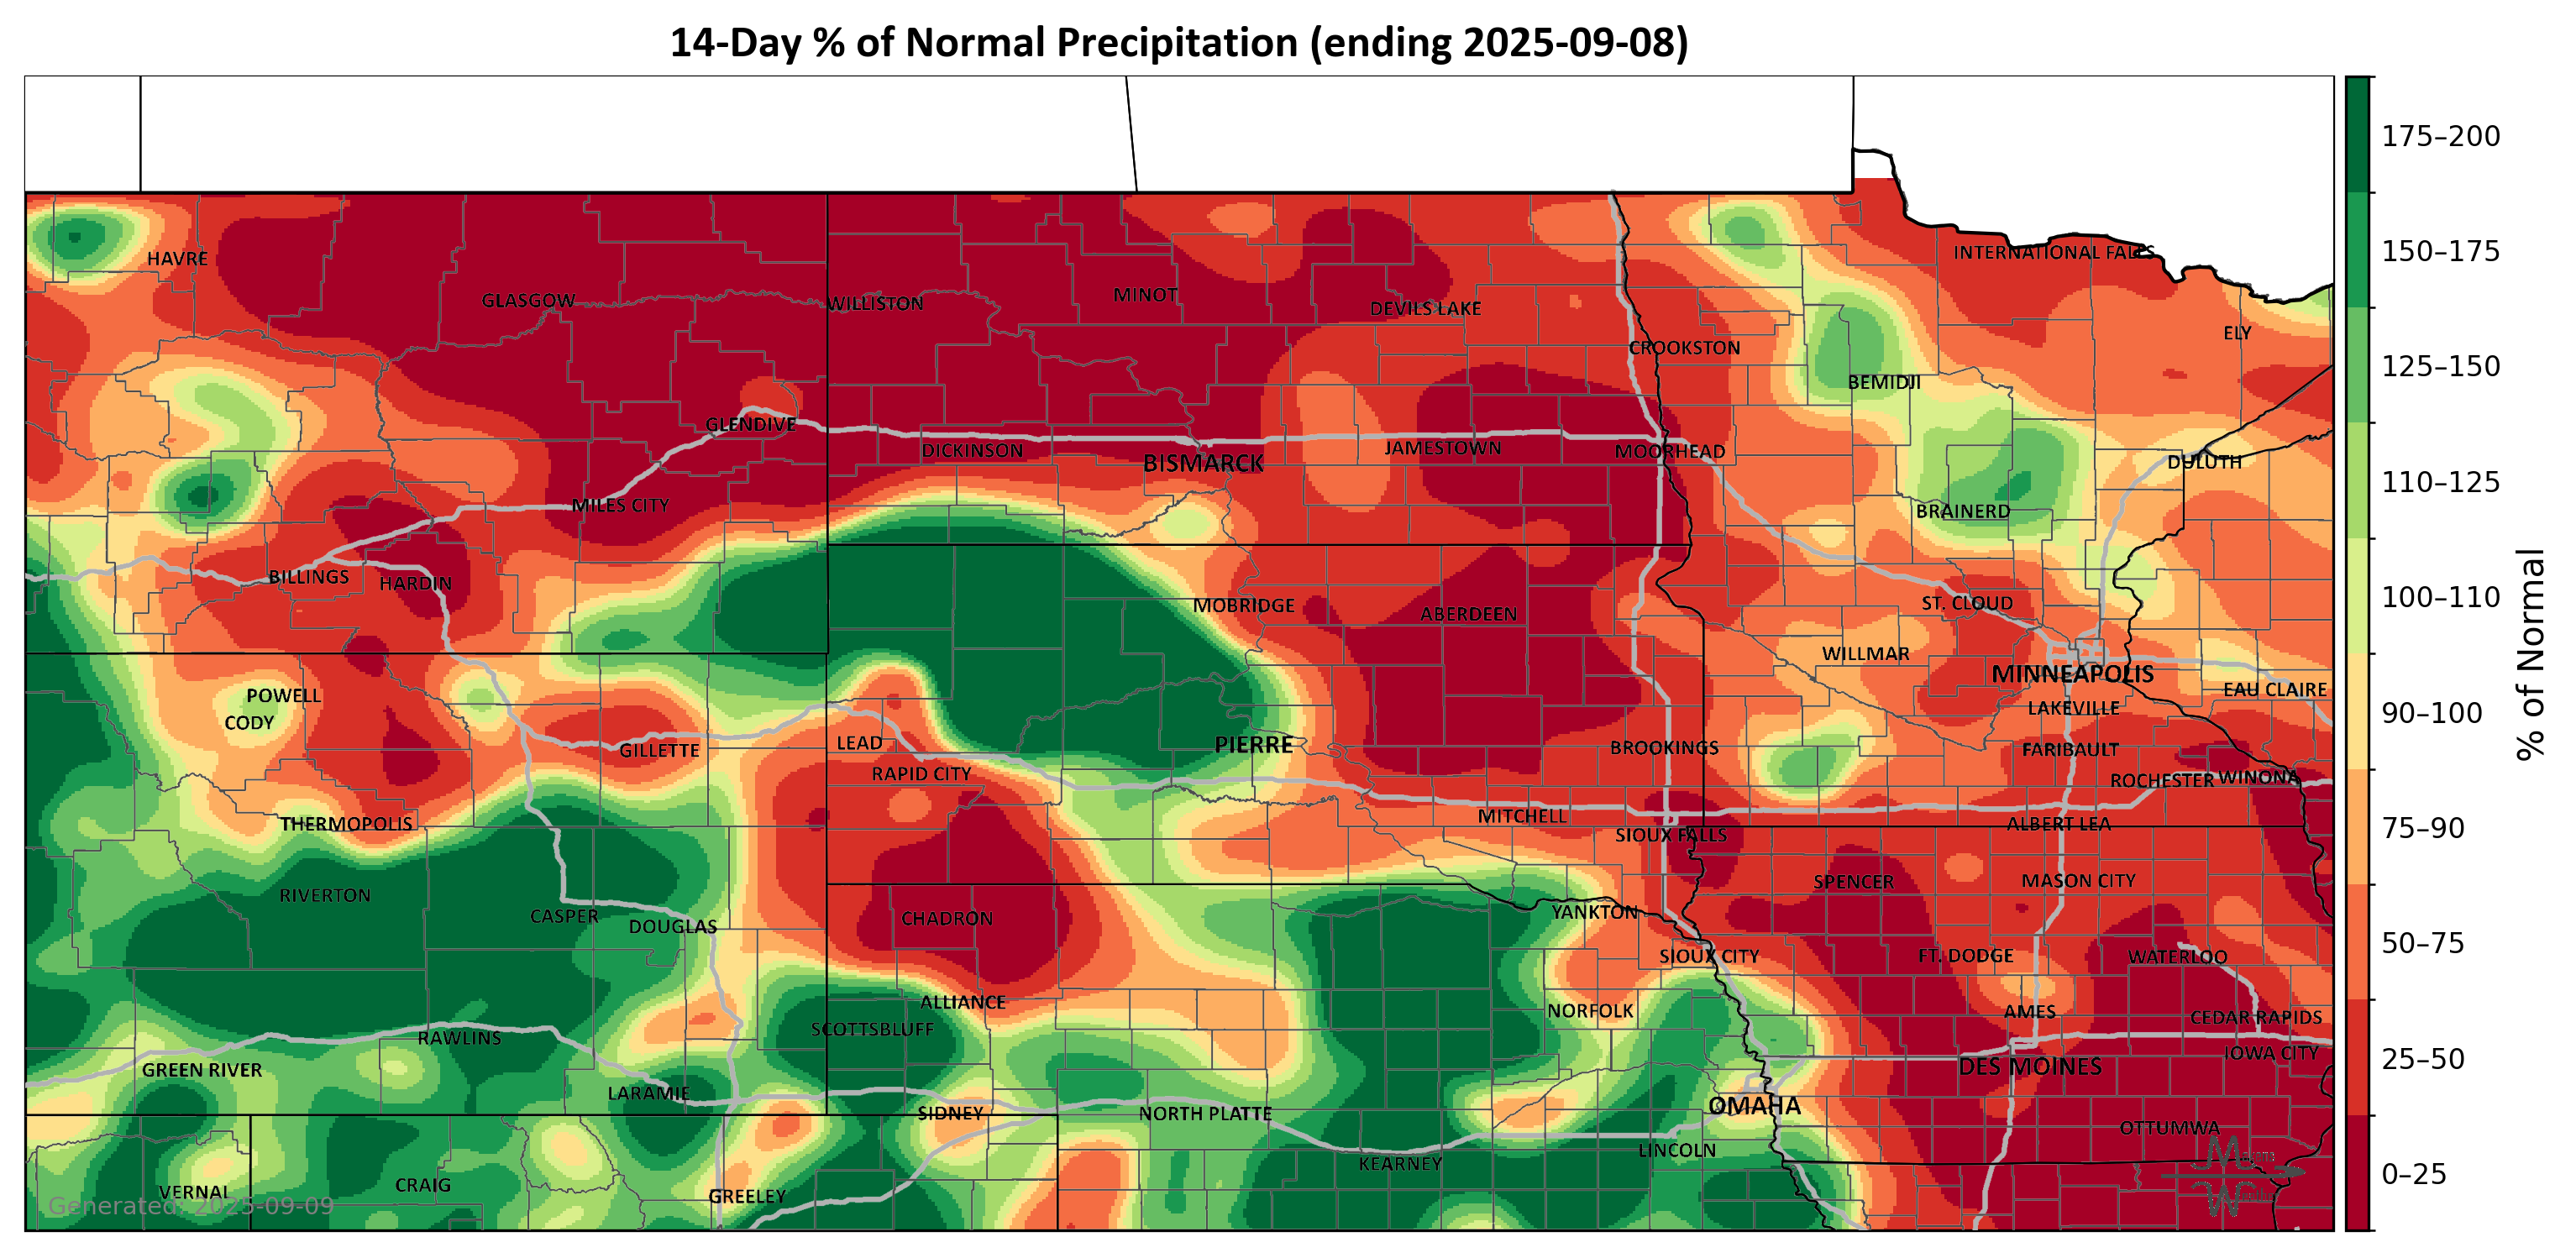 14-Day % of Normal Precipitation (ending 2025-09-08)
175–200
150–175
125–150
110–125
100–110
90–100
75–90
50–75
25–50
0–25
% of Normal
HAVRE
INTERNATIONAL FALLS
GLASGOW
WILLISTON
MINOT
DEVILS LAKE
ELY
CROOKSTON
BEMIDJI
GLENDIVE
DICKINSON
BISMARCK
JAMESTOWN
MOORHEAD
DULUTH
MILES CITY
BRAINERD
BILLINGS
HARDIN
MOBRIDGE
ABERDEEN
ST. CLOUD
WILLMAR
MINNEAPOLIS
POWELL
EAU CLAIRE
CODY
LAKEVILLE
GILLETTE
LEAD
PIERRE
BROOKINGS
FARIBAULT
RAPID CITY
ROCHESTER
WINONA
THERMOPOLIS
MITCHELL
SIOUX FALLS
ALBERT LEA
RIVERTON
SPENCER
MASON CITY
CASPER
DOUGLAS
CHADRON
YANKTON
SIOUX CITY
FT. DODGE
WATERLOO
ALLIANCE
NORFOLK
AMES
CEDAR RAPIDS
SCOTTSBLUFF
RAWLINS
IOWA CITY
GREEN RIVER
DES MOINES
LARAMIE
SIDNEY
NORTH PLATTE
OMAHA
OTTUMWA
KEARNEY
LINCOLN
VERNAL
CRAIG
GREELEY
Generated: 2025-09-09